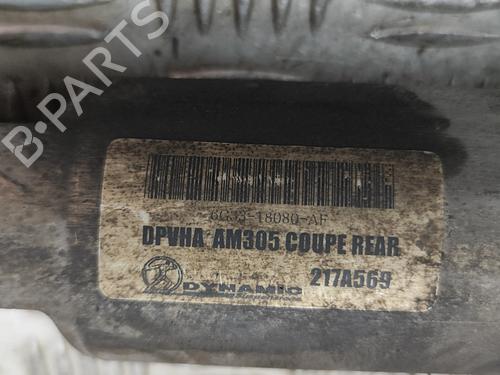 B-PARTS
6G33-18080-AF
DPVHA AM305 COUPE REAR
DYNAMIC
217A569